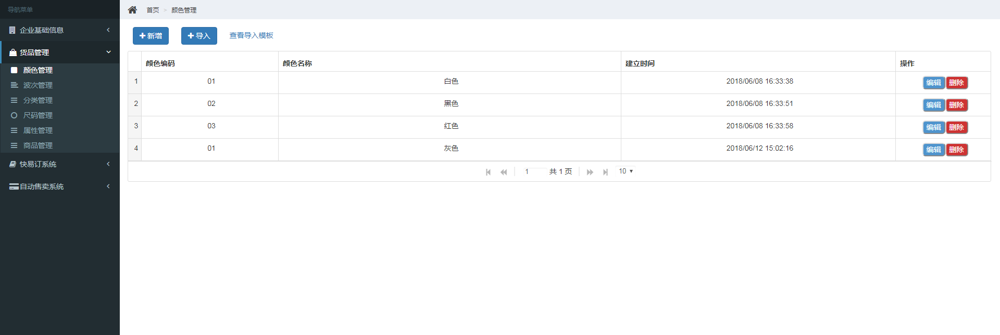 导航菜单
企业基础信息
货品管理
颜色管理
波次管理
分类管理
尺码管理
属性管理
商品管理
快易订系统
自动售卖系统
首页 > 颜色管理
新增 导入 查看导入模板
颜色编码 颜色名称 建立时间 操作
1 01 白色 2018/06/08 16:33:38 编辑 删除
2 02 黑色 2018/06/08 16:33:51 编辑 删除
3 03 红色 2018/06/08 16:33:58 编辑 删除
4 01 灰色 2018/06/12 15:02:16 编辑 删除
1 共 1 页 10